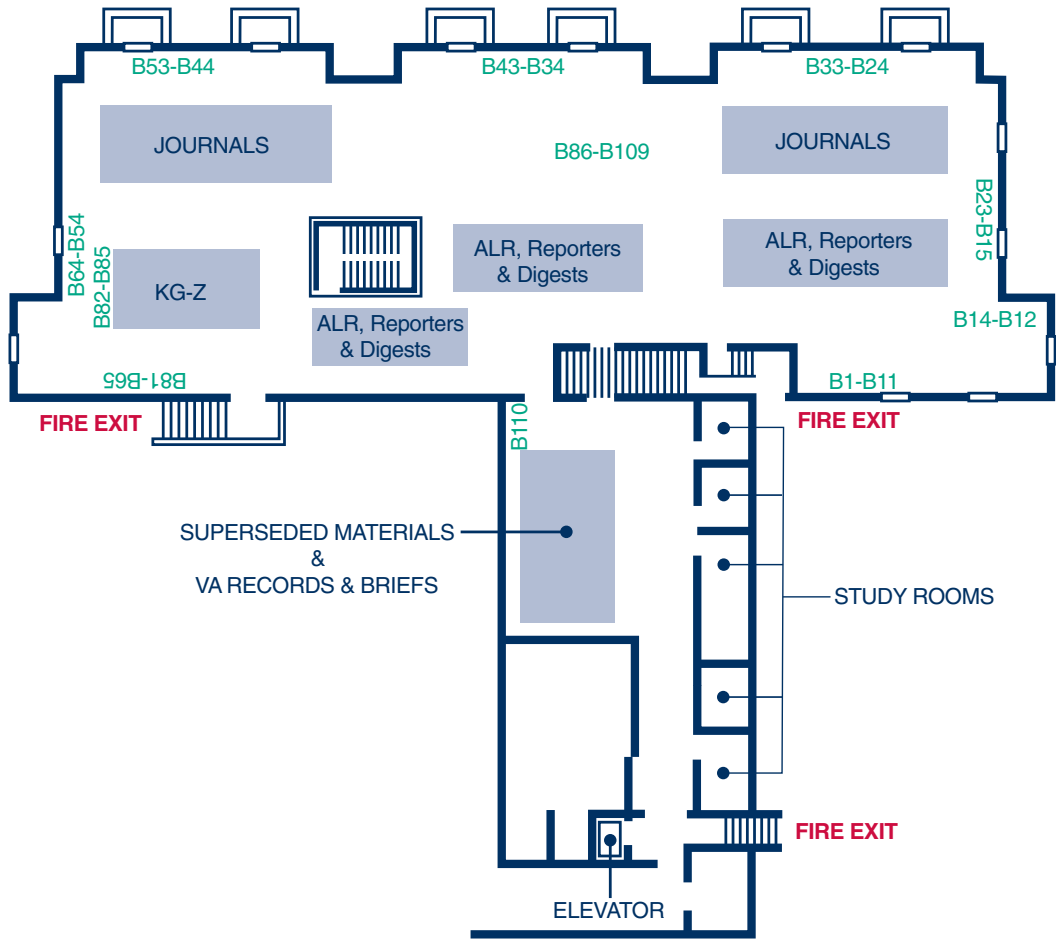 B53-B44
B43-B34
B33-B24
JOURNALS
B86-B109
JOURNALS
B23-B15
B64-B54
B82-B85
KG-Z
ALR, Reporters
& Digests
ALR, Reporters
& Digests
ALR, Reporters
& Digests
B14-B12
B81-B65
B1-B11
FIRE EXIT
B110
FIRE EXIT
SUPERSEDED MATERIALS
&
VA RECORDS & BRIEFS
STUDY ROOMS
FIRE EXIT
ELEVATOR